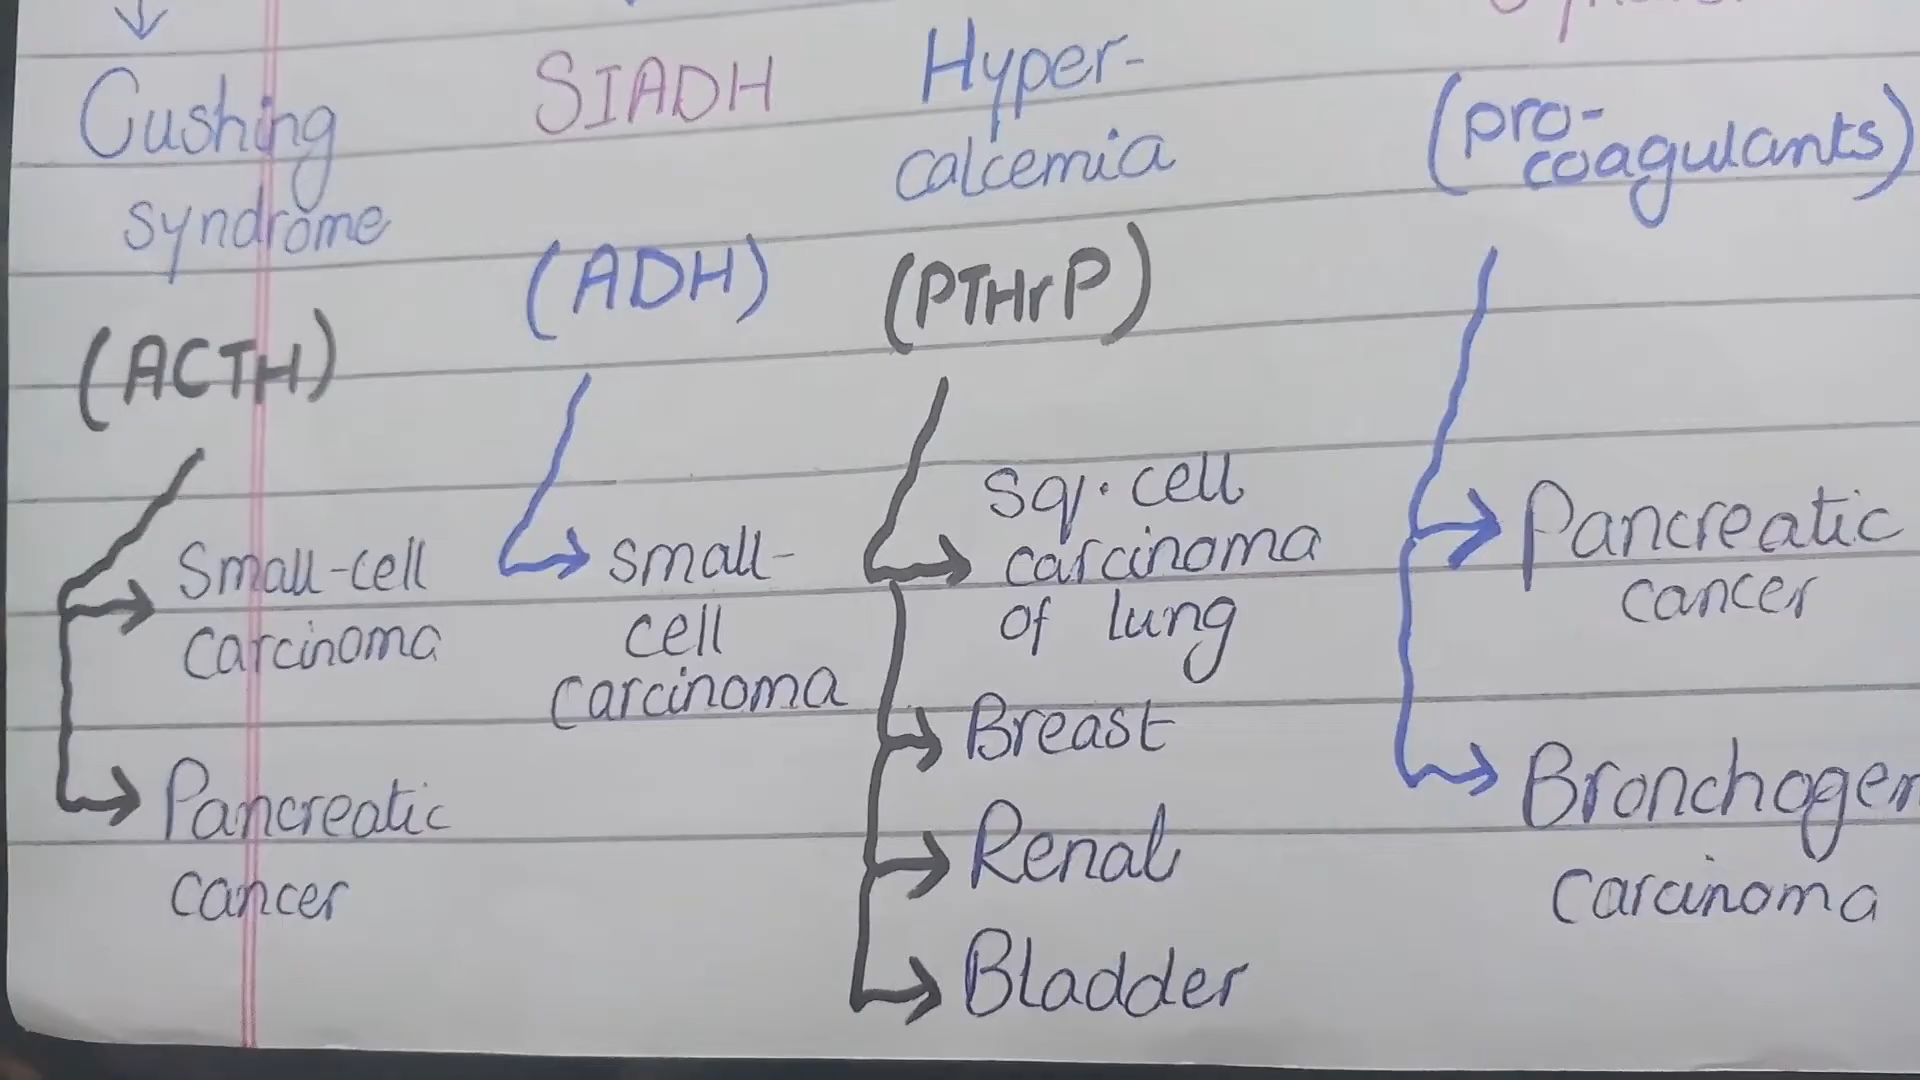 Cushing
syndrome
(ACTH)
Small-cell
carcinoma
Pancreatic
cancer
SIADH
(ADH)
small-
cell
carcinoma
Hyper-
calcemia
(PTHrP)
Sq. cell
carcinoma
of lung
Breast
Renal
Bladder
(pro-
coagulants)
Pancreatic
cancer
Bronchogen
carcinoma